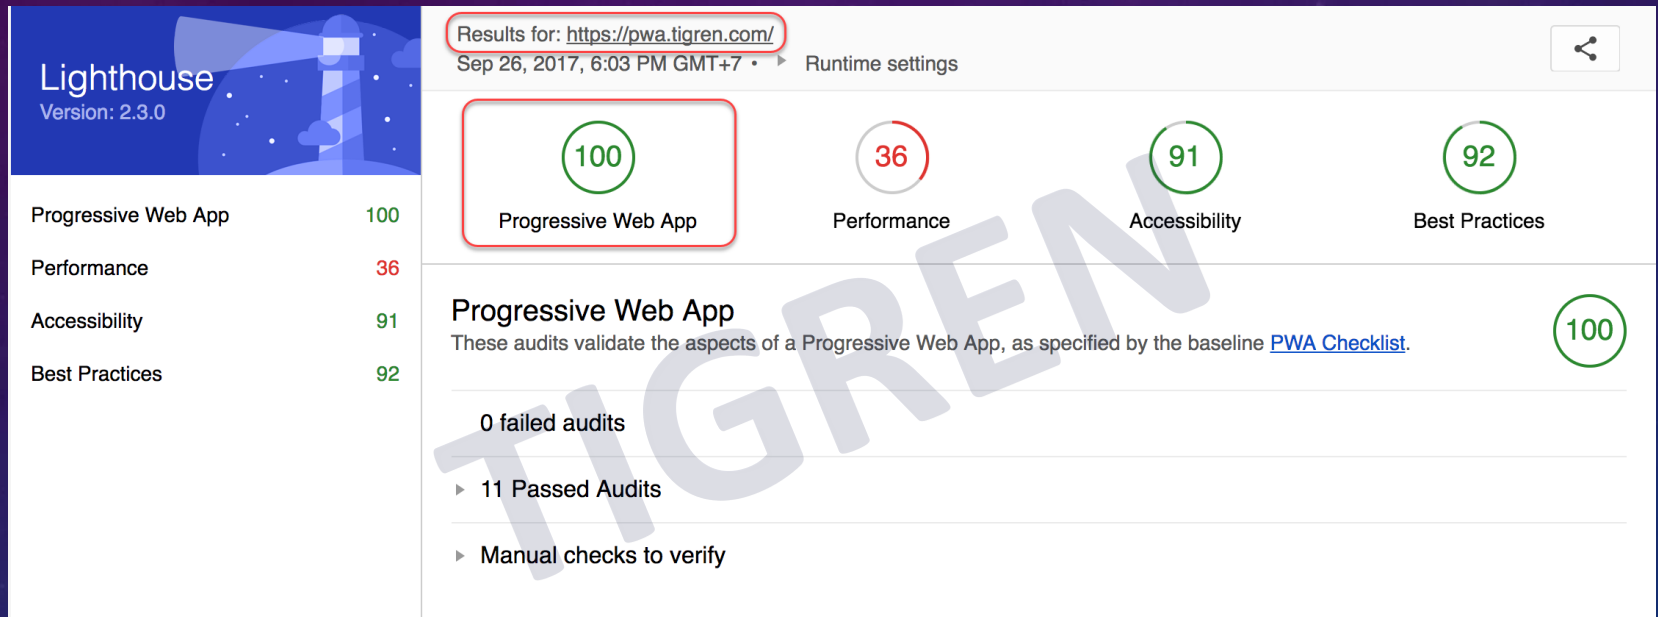 Lighthouse
Version: 2.3.0
Progressive Web App 100
Performance 36
Accessibility 91
Best Practices 92
Results for: https://pwa.tigren.com/
Sep 26, 2017, 6:03 PM GMT+7 • Runtime settings
100 36 91 92
Progressive Web App Performance Accessibility Best Practices
Progressive Web App
100
These audits validate the aspects of a Progressive Web App, as specified by the baseline PWA Checklist.
0 failed audits
11 Passed Audits
Manual checks to verify
TIGREN